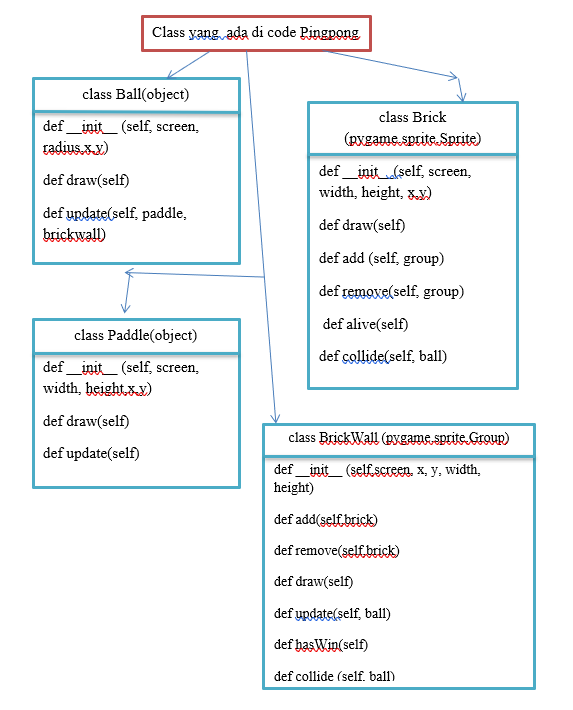 Class yang ada di code Pingpong
class Ball(object)
def __init__ (self, screen,
radius,x,y)
def draw(self)
def update(self, paddle,
brickwall)
class Brick
(pygame.sprite.Sprite)
def __init__(self, screen,
width, height, x,y)
def draw(self)
def add (self, group)
def remove(self, group)
def alive(self)
def collide(self, ball)
class Paddle(object)
def __init__ (self, screen,
width, height,x,y)
def draw(self)
def update(self)
class BrickWall (pygame.sprite.Group)
def __init__ (self,screen, x, y, width,
height)
def add(self,brick)
def remove(self,brick)
def draw(self)
def update(self, ball)
def hasWin(self)
def collide (self, ball)